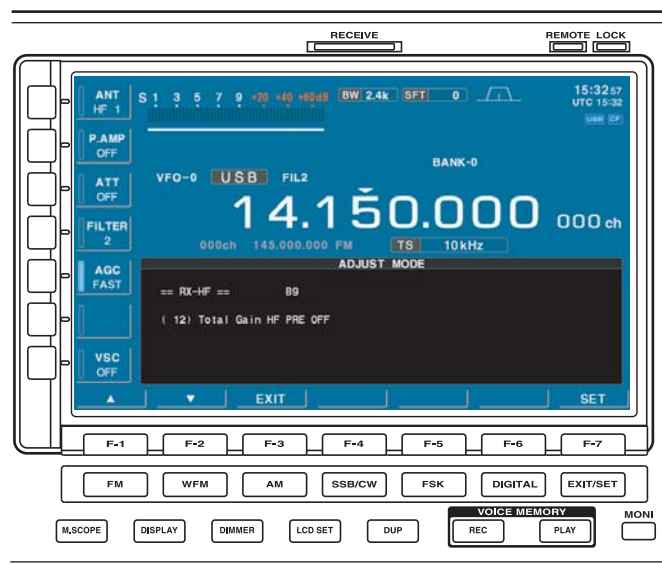 RECEIVE
REMOTE LOCK
ANT
HF 1
S 1 3 5 7 9 +20 +40 +60dB
BW 2.4k
SFT 0
15:32 57
UTC 15:32
USB CF
P.AMP
OFF
BANK-0
ATT
OFF
VFO-0 USB FIL2
14.150.000
000 ch
FILTER
2
000ch 145.000.000 FM
TS 10kHz
ADJUST MODE
AGC
FAST
== RX-HF == B9
( 12) Total Gain HF PRE OFF
VSC
OFF
▲ ▼ EXIT SET
F-1 F-2 F-3 F-4 F-5 F-6 F-7
FM WFM AM SSB/CW FSK DIGITAL EXIT/SET
VOICE MEMORY
M.SCOPE DISPLAY DIMMER LCD SET DUP REC PLAY MONI